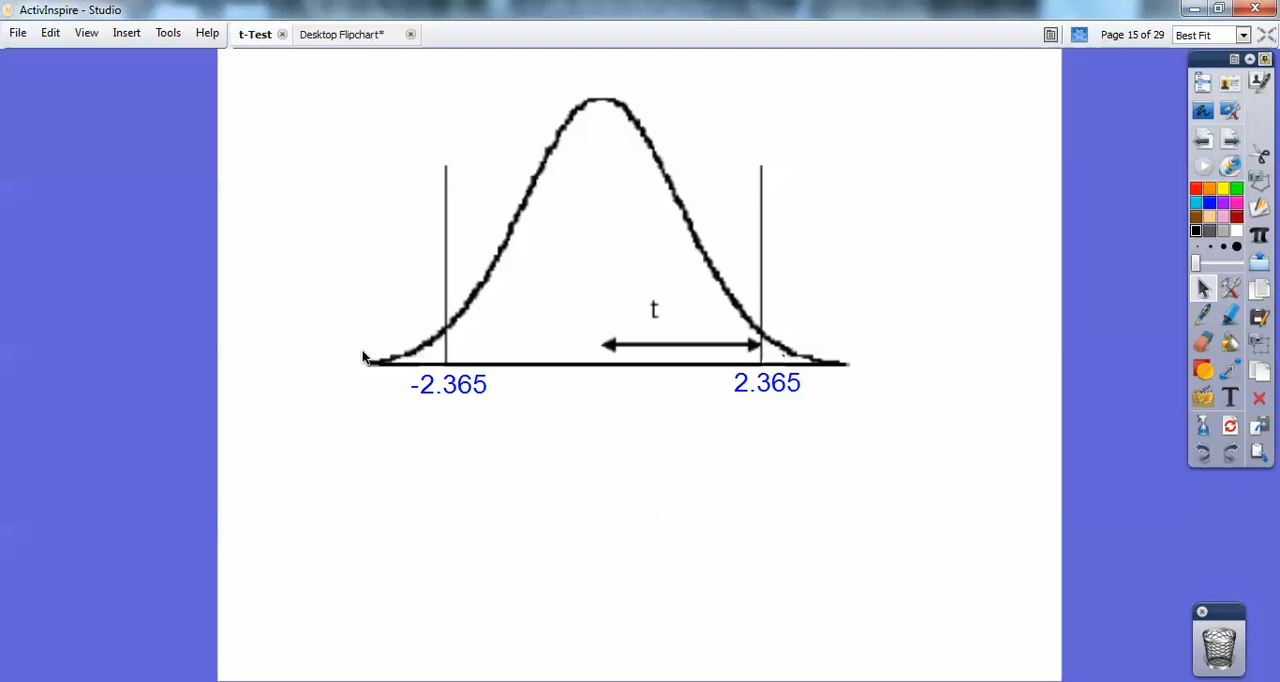 ActivInspire - Studio
File Edit View Insert Tools Help t-Test Desktop Flipchart* Page 15 of 29 Best Fit
t
-2.365 2.365